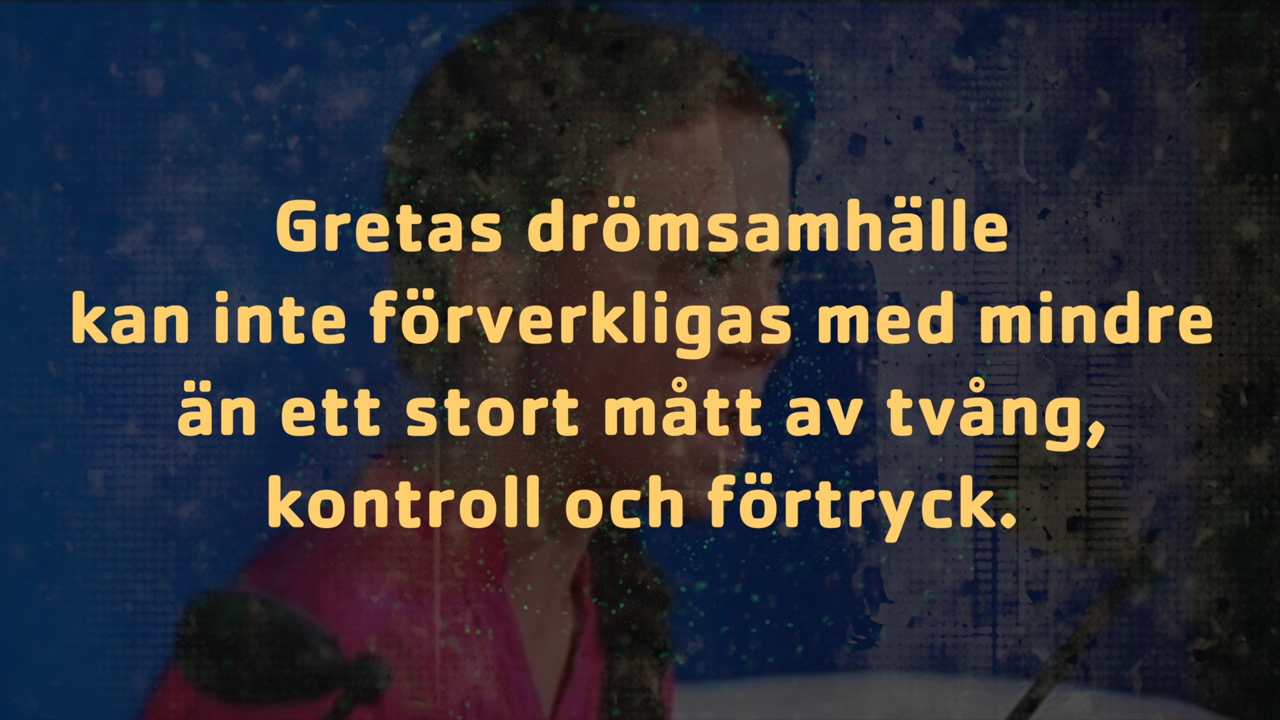 Gretas drömsamhälle
kan inte förverkligas med mindre
än ett stort mått av tvång,
kontroll och förtryck.